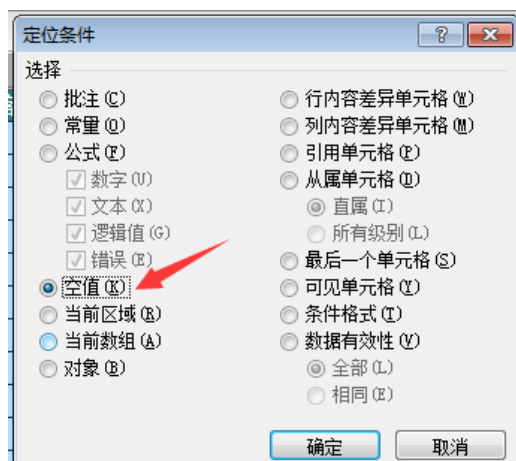 定位条件
选择
批注(C)
常量(O)
公式(F)
数字(U)
文本(X)
逻辑值(G)
错误(E)
空值(K)
当前区域(R)
当前数组(A)
对象(B)
行内容差异单元格(W)
列内容差异单元格(M)
引用单元格(P)
从属单元格(D)
直属(I)
所有级别(L)
最后一个单元格(S)
可见单元格(Y)
条件格式(T)
数据有效性(V)
全部(L)
相同(E)
确定
取消